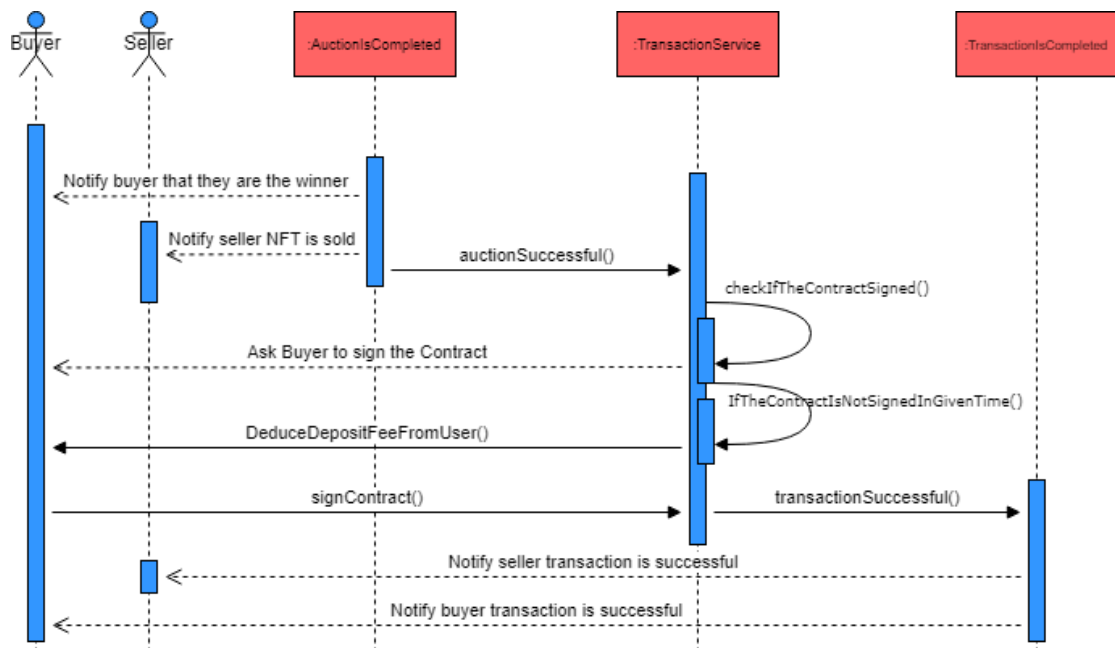 Buyer
Seller
:AuctionIsCompleted
:TransactionService
:TransactionIsCompleted
Notify buyer that they are the winner
Notify seller NFT is sold
auctionSuccessful()
checkIfTheContractSigned()
Ask Buyer to sign the Contract
IfTheContractIsNotSignedInGivenTime()
DeduceDepositFeeFromUser()
signContract()
transactionSuccessful()
Notify seller transaction is successful
Notify buyer transaction is successful